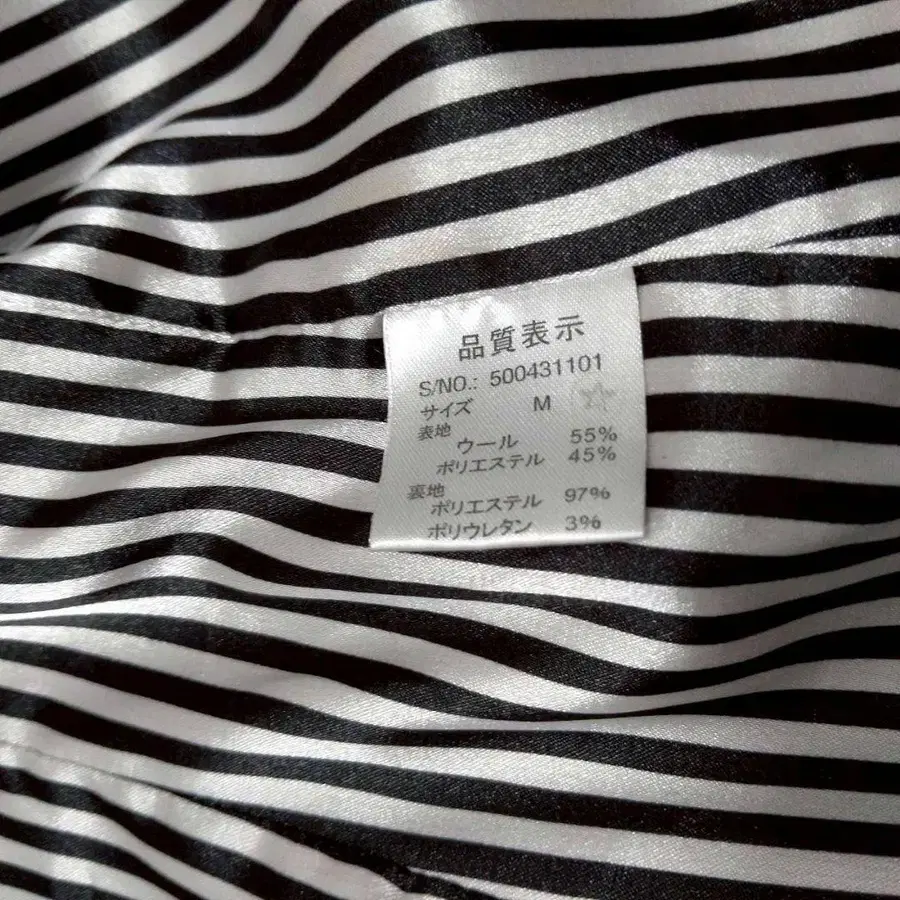 品質表示
S/NO.: 500431101
サイズ M
表地
ウール 55%
ポリエステル 45%
裏地
ポリエステル 97%
ポリウレタン 3%